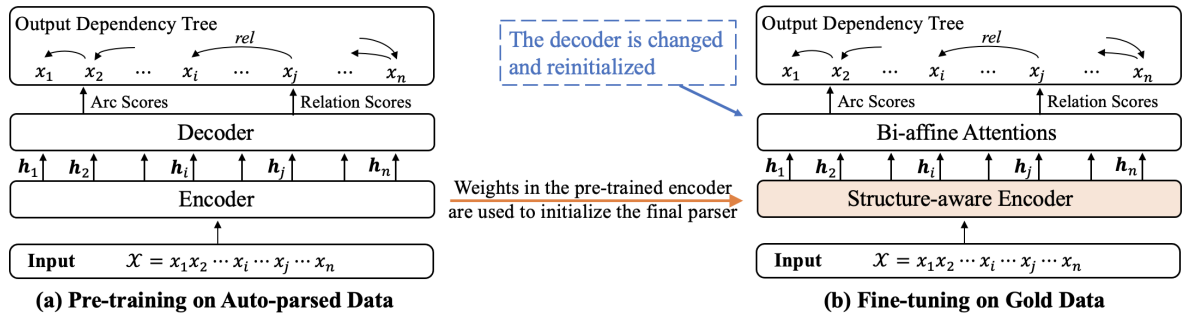 Output Dependency Tree
rel
x₁ x₂ ⋯ xᵢ ⋯ xⱼ ⋯ xₙ
Arc Scores Relation Scores
Decoder
h₁ h₂ hᵢ hⱼ hₙ
Encoder
Input 𝒳 = x₁x₂ ⋯ xᵢ ⋯ xⱼ ⋯ xₙ
(a) Pre-training on Auto-parsed Data
The decoder is changed
and reinitialized
Weights in the pre-trained encoder
are used to initialize the final parser
Output Dependency Tree
rel
x₁ x₂ ⋯ xᵢ ⋯ xⱼ ⋯ xₙ
Arc Scores Relation Scores
Bi-affine Attentions
h₁ h₂ hᵢ hⱼ hₙ
Structure-aware Encoder
Input 𝒳 = x₁x₂ ⋯ xᵢ ⋯ xⱼ ⋯ xₙ
(b) Fine-tuning on Gold Data